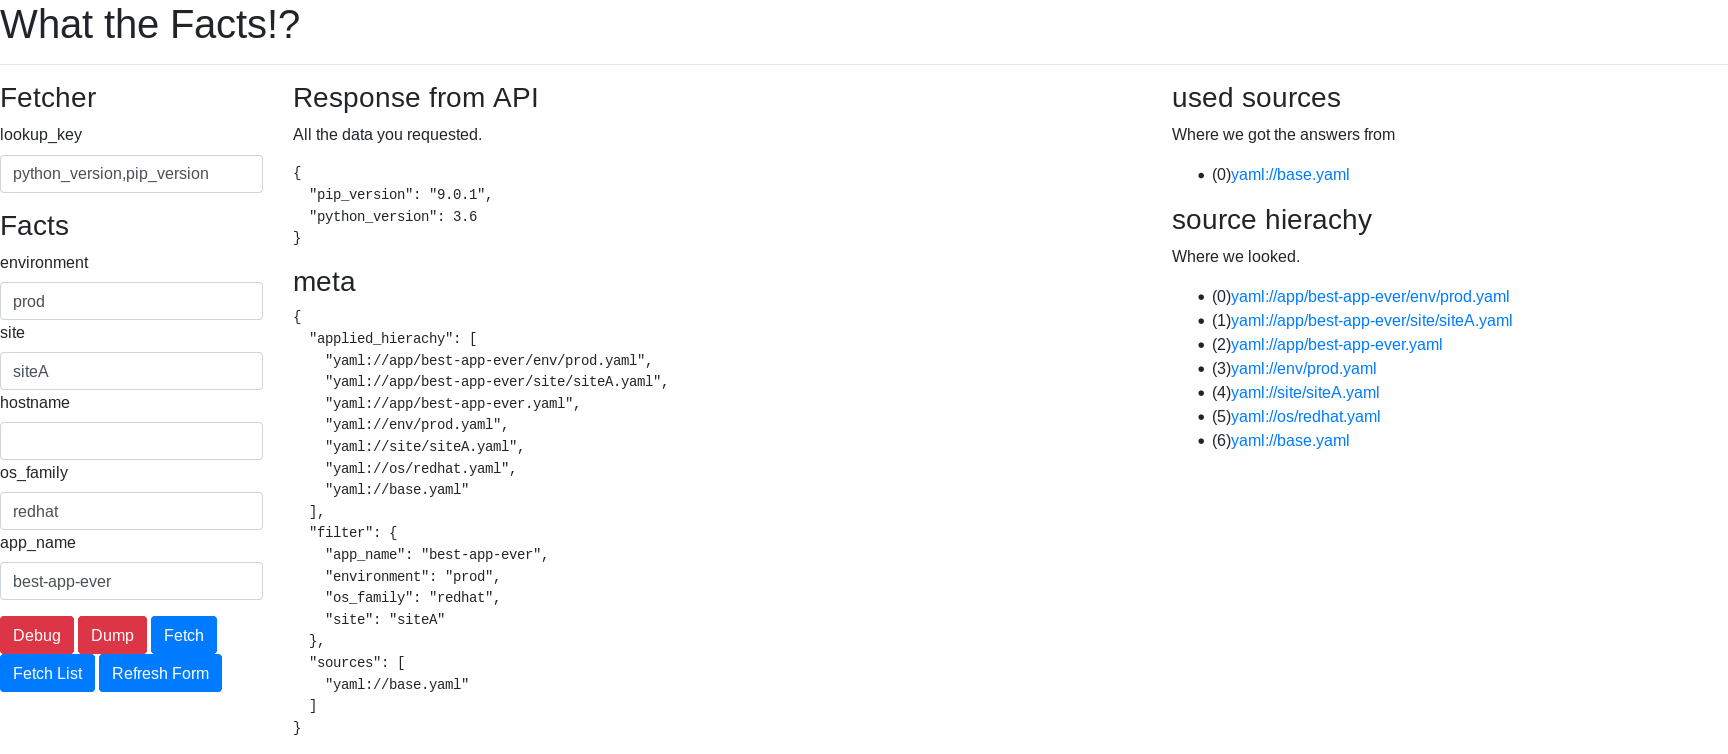 What the Facts!?
Fetcher
lookup_key
python_version,pip_version
Facts
environment
prod
site
siteA
hostname
os_family
redhat
app_name
best-app-ever
Debug Dump Fetch
Fetch List Refresh Form
Response from API
All the data you requested.
{
  "pip_version": "9.0.1",
  "python_version": 3.6
}
meta
{
  "applied_hierachy": [
    "yaml://app/best-app-ever/env/prod.yaml",
    "yaml://app/best-app-ever/site/siteA.yaml",
    "yaml://app/best-app-ever.yaml",
    "yaml://env/prod.yaml",
    "yaml://site/siteA.yaml",
    "yaml://os/redhat.yaml",
    "yaml://base.yaml"
  ],
  "filter": {
    "app_name": "best-app-ever",
    "environment": "prod",
    "os_family": "redhat",
    "site": "siteA"
  },
  "sources": [
    "yaml://base.yaml"
  ]
}
used sources
Where we got the answers from
• (0)yaml://base.yaml
source hierachy
Where we looked.
• (0)yaml://app/best-app-ever/env/prod.yaml
• (1)yaml://app/best-app-ever/site/siteA.yaml
• (2)yaml://app/best-app-ever.yaml
• (3)yaml://env/prod.yaml
• (4)yaml://site/siteA.yaml
• (5)yaml://os/redhat.yaml
• (6)yaml://base.yaml